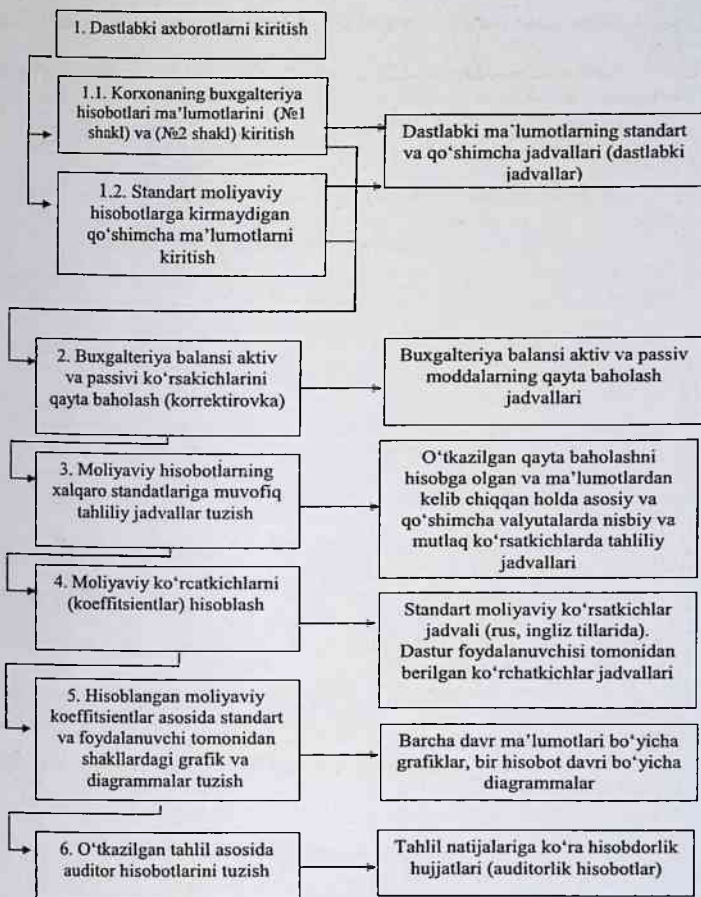 1. Dastlabki axborotlarni kiritish
1.1. Korxonaning buxgalteriya
hisobotlari ma’lumotlarini (№1
shakl) va (№2 shakl) kiritish
Dastlabki ma’lumotlarning standart
va qo‘shimcha jadvallari (dastlabki
jadvallar)
1.2. Standart moliyaviy
hisobotlarga kirmaydigan
qo‘shimcha ma’lumotlarni
kiritish
2. Buxgalteriya balansi aktiv
va passivi ko‘rsakichlarini
qayta baholash (korrektirovka)
Buxgalteriya balansi aktiv va passiv
moddalarning qayta baholash
jadvallari
3. Moliyaviy hisobotlarning
xalqaro standatlariga muvofiq
tahliliy jadvallar tuzish
O‘tkazilgan qayta baholashni
hisobga olgan va ma’lumotlardan
kelib chiqqan holda asosiy va
qo‘shimcha valyutalarda nisbiy va
mutlaq ko‘rsatkichlarda tahliliy
jadvallari
4. Moliyaviy ko‘rcatkichlarni
(koeffitsientlar) hisoblash
Standart moliyaviy ko‘rsatkichlar
jadvali (rus, ingliz tillarida).
Dastur foydalanuvchisi tomonidan
berilgan ko‘rchatkichlar jadvallari
5. Hisoblangan moliyaviy
koeffitsientlar asosida standart
va foydalanuvchi tomonidan
shakllardagi grafik va
diagrammalar tuzish
Barcha davr ma’lumotlari bo‘yicha
grafiklar, bir hisobot davri bo‘yicha
diagrammalar
6. O‘tkazilgan tahlil asosida
auditor hisobotlarini tuzish
Tahlil natijalariga ko‘ra hisobdorlik
hujjatlari (auditorlik hisobotlar)